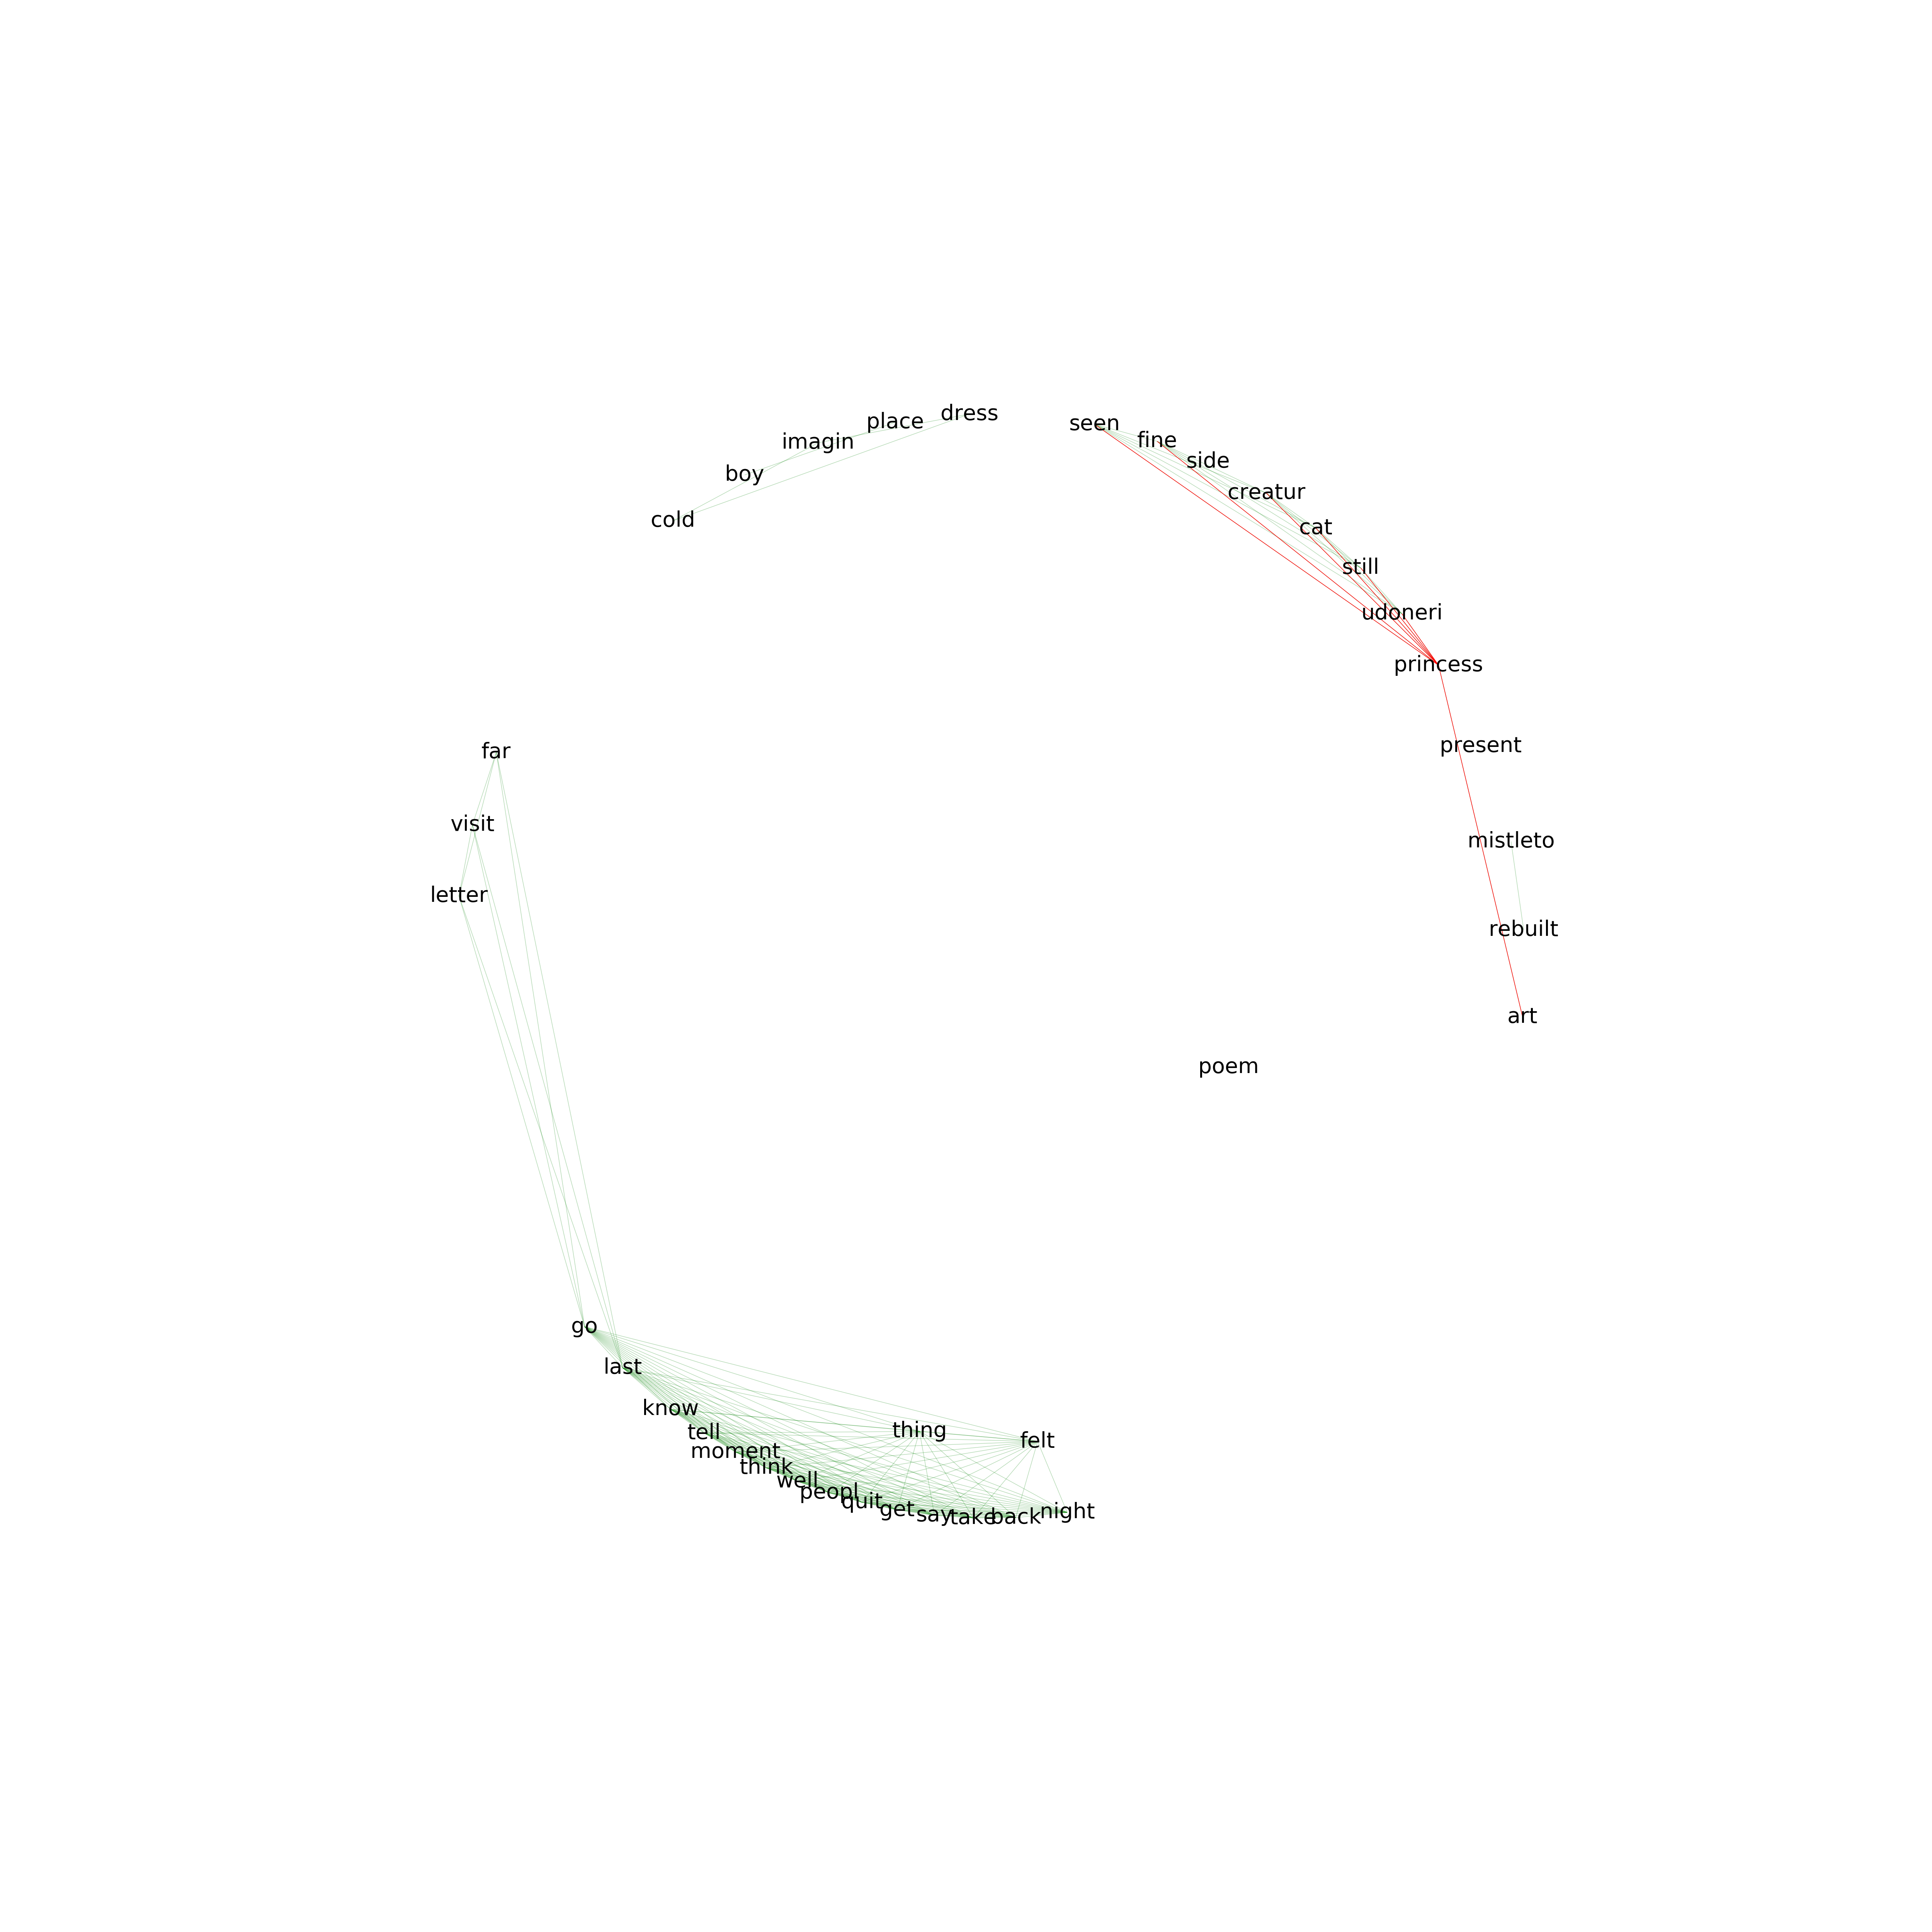 dress
place
seen
imagin
fine
side
boy
creatur
cold
cat
still
udoneri
princess
present
far
visit
mistleto
letter
rebuilt
art
poem
go
last
know
thing
tell
felt
moment
think
well
peopl
quit
get
night
say
take
back